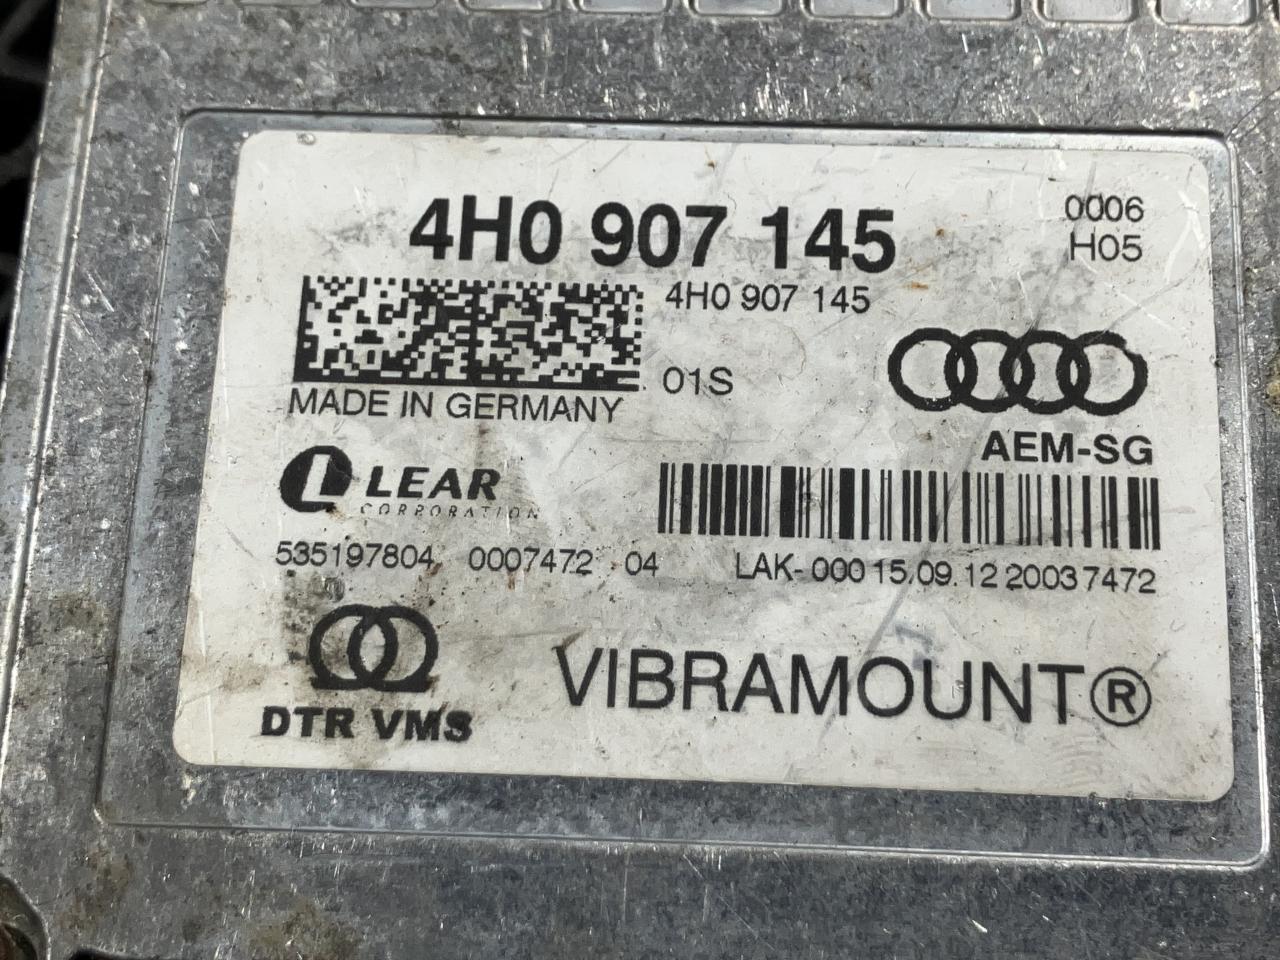 4H0 907 145
0006
H05
4H0 907 145
01S
MADE IN GERMANY
AEM-SG
LEAR
CORPORATION
535197804 0007472 04
LAK-000 15.09.12 20037472
DTR VMS
VIBRAMOUNT®